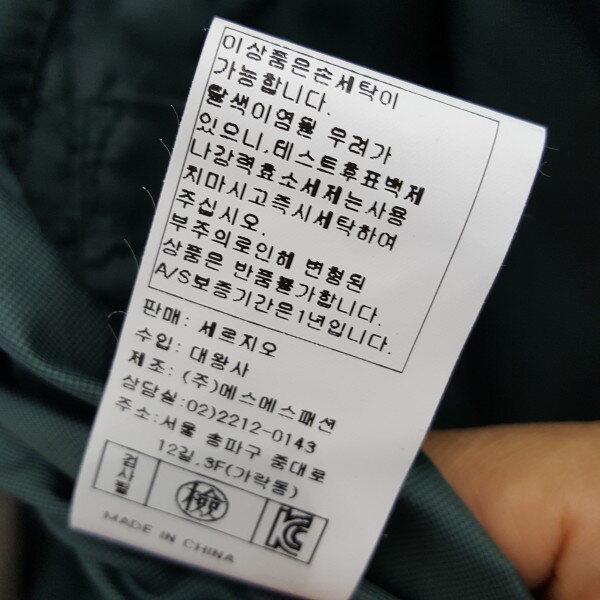 이상품은손세탁이
가능합니다.
탈색이염될 우려가
있으니,테스트후표백제
나강력효소세제는사용
치마시고즉시세탁하여
주십시오.
부주의로인해 변형된
상품은 반품불가합니다.
A/S보증기간은1년입니다.
판매: 세르지오
수입: 대왕사
제조: (주)에스에스패션
상담실:02)2212-0143
주소:서울 송파구 중대로
12길,3F(가락동)
검사필 檢 KC
MADE IN CHINA